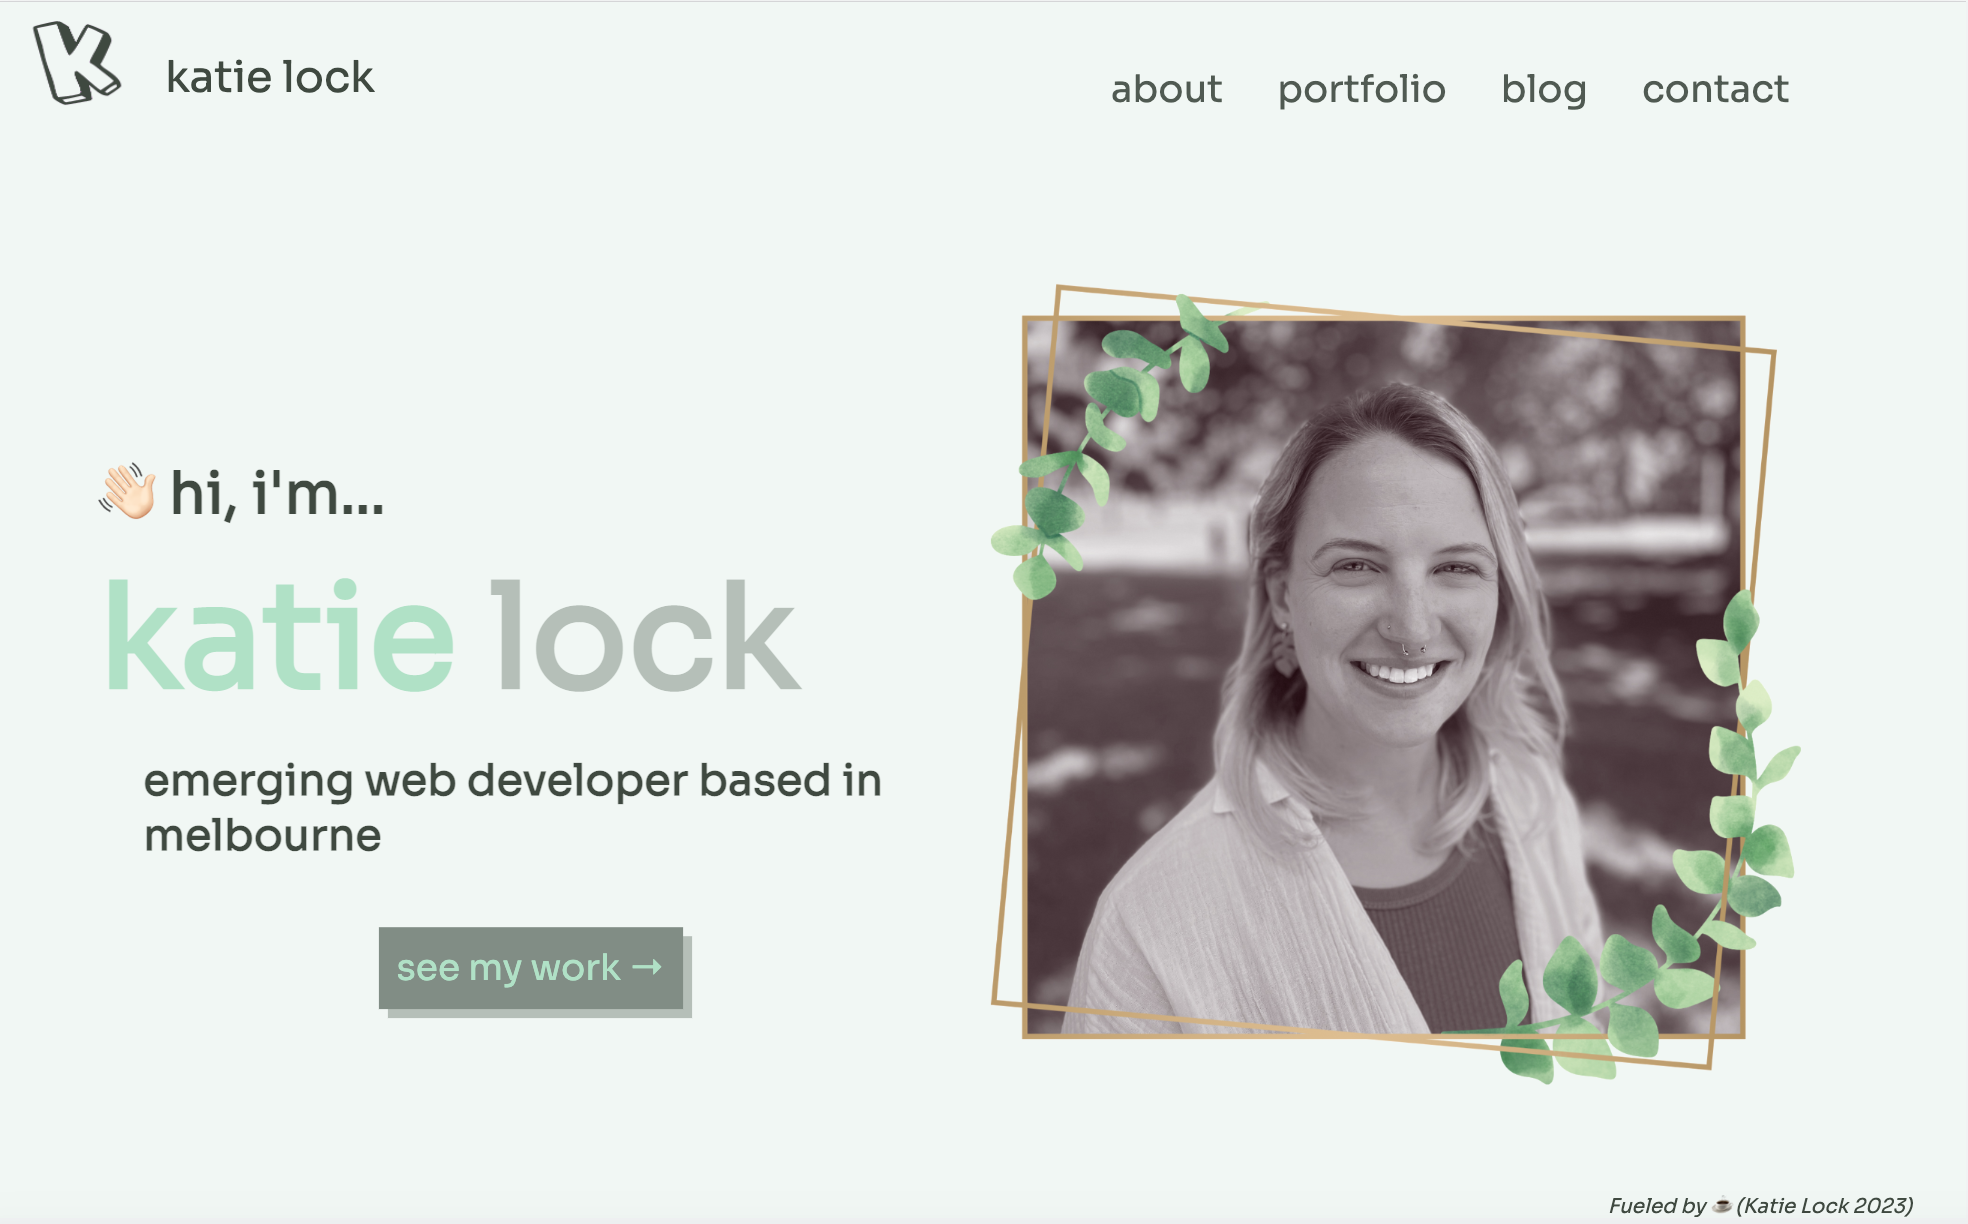 K
katie lock
about portfolio blog contact
👋🏻 hi, i'm...
katie lock
emerging web developer based in
melbourne
see my work →
Fueled by ☕ (Katie Lock 2023)